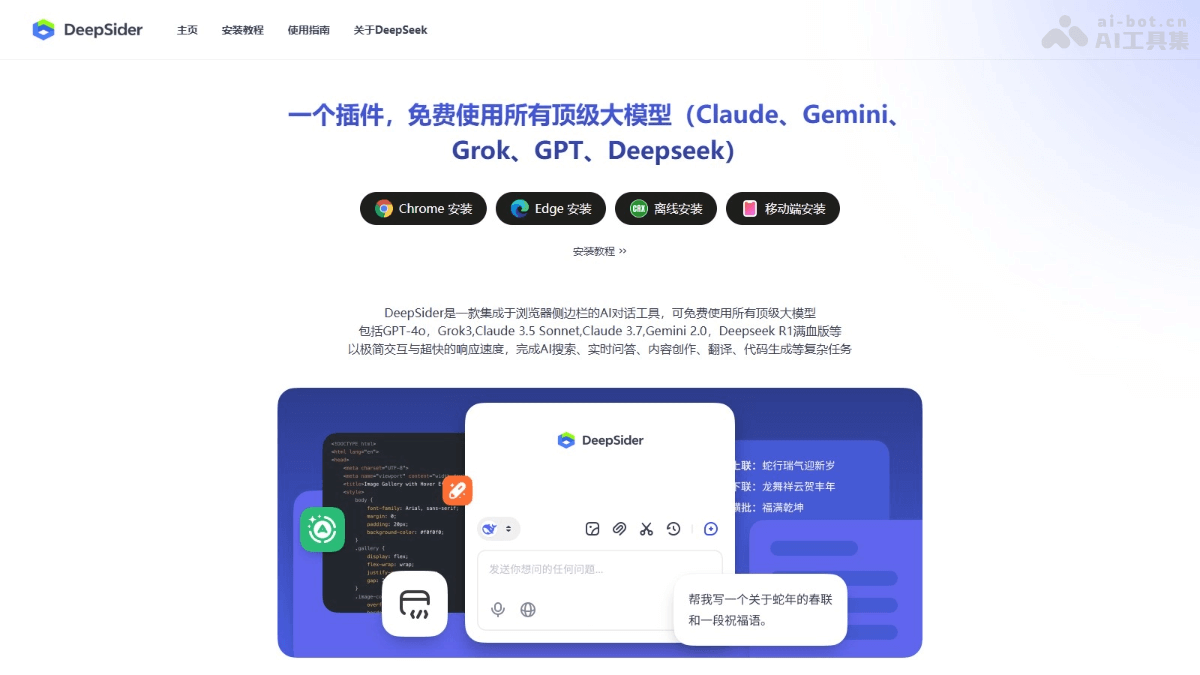 DeepSider
主页
安装教程
使用指南
关于DeepSeek
ai-bot.cn
AI工具集
一个插件，免费使用所有顶级大模型（Claude、Gemini、
Grok、GPT、Deepseek）
Chrome 安装
Edge 安装
CRX
离线安装
移动端安装
安装教程 >>
DeepSider是一款集成于浏览器侧边栏的AI对话工具，可免费使用所有顶级大模型
包括GPT-4o，Grok3,Claude 3.5 Sonnet,Claude 3.7,Gemini 2.0，Deepseek R1满血版等
以极简交互与超快的响应速度，完成AI搜索、实时问答、内容创作、翻译、代码生成等复杂任务
<!DOCTYPE html>
<html lang="en">
<head>
<meta charset="UTF-8">
<meta name="viewport" content="widt
<title>Image Gallery with Hover E
<style>
body {
font-family: Arial, sans-serif;
margin: 0;
padding: 20px;
background-color: #f0f0f0;
}
.gallery {
display: flex;
flex-wrap: wrap;
justify-
gap:
}
.image-c
overf
DeepSider
发送你想问的任何问题...
上联：蛇行瑞气迎新岁
下联：龙舞祥云贺丰年
横批：福满乾坤
帮我写一个关于蛇年的春联
和一段祝福语。